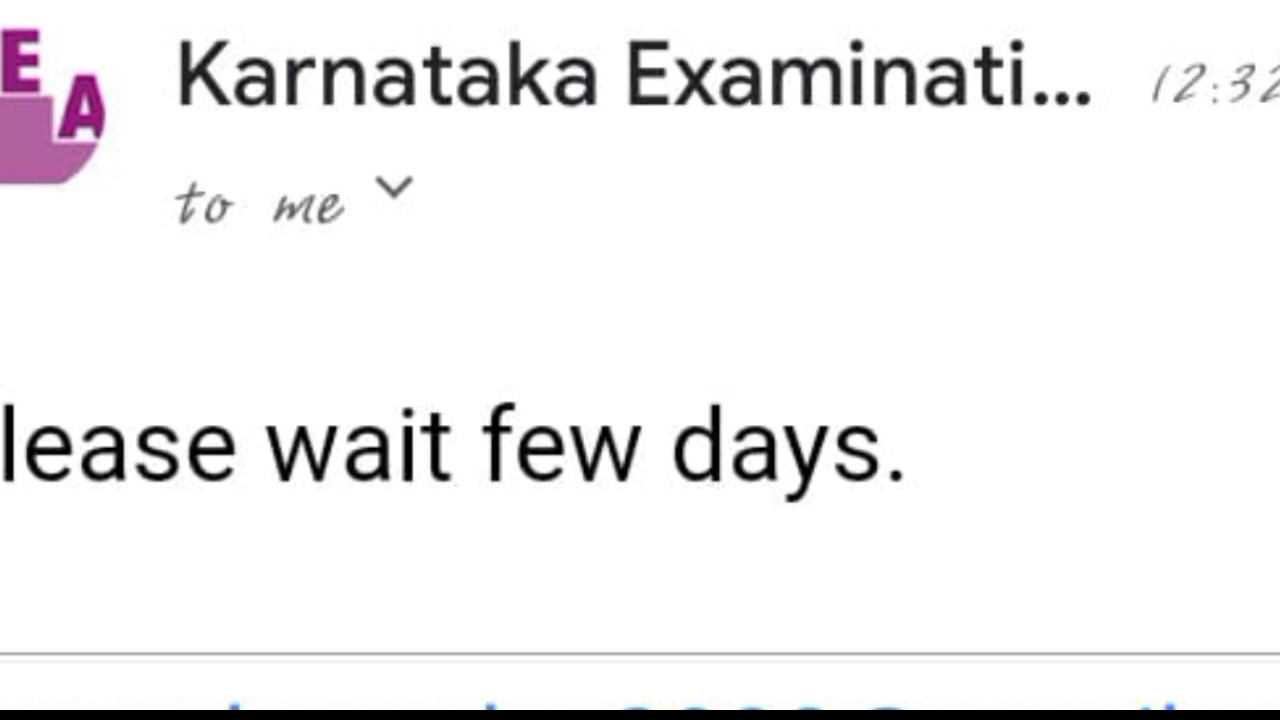 EA
Karnataka Examinati... 12:32
to me
lease wait few days.